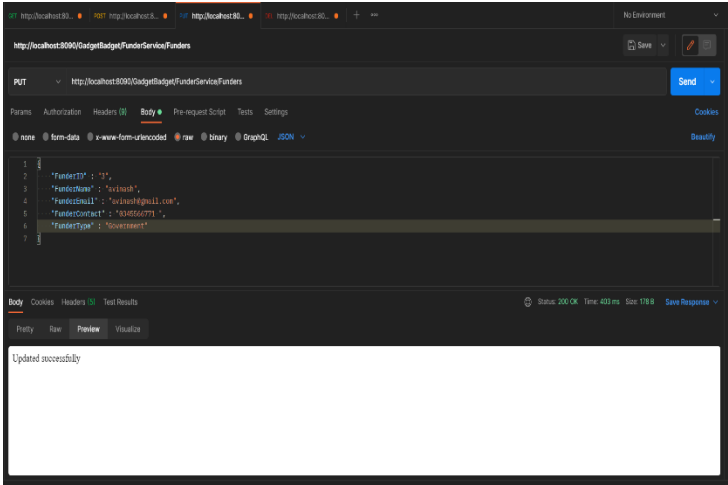 GET http://localhost:80... POST http://localhost:8... PUT http://localhost:80... http://localhost:80... + ooo No Environment
http://localhost:8090/GadgetBadget/FunderService/Funders Save
PUT http://localhost:8090/GadgetBadget/FunderService/Funders Send
Params Authorization Headers (9) Body Pre-request Script Tests Settings Cookies
none form-data x-www-form-urlencoded raw binary GraphQL JSON Beautify
1 {
2 "FunderID" : "3",
3 "FunderName" : "avinash",
4 "FunderEmail" : "avinash@gmail.com",
5 "FunderContact" : "0345566771 ",
6 "FunderType" : "Government"
7 }
Body Cookies Headers (5) Test Results Status: 200 OK Time: 403 ms Size: 178 B Save Response
Pretty Raw Preview Visualize
Updated successfully